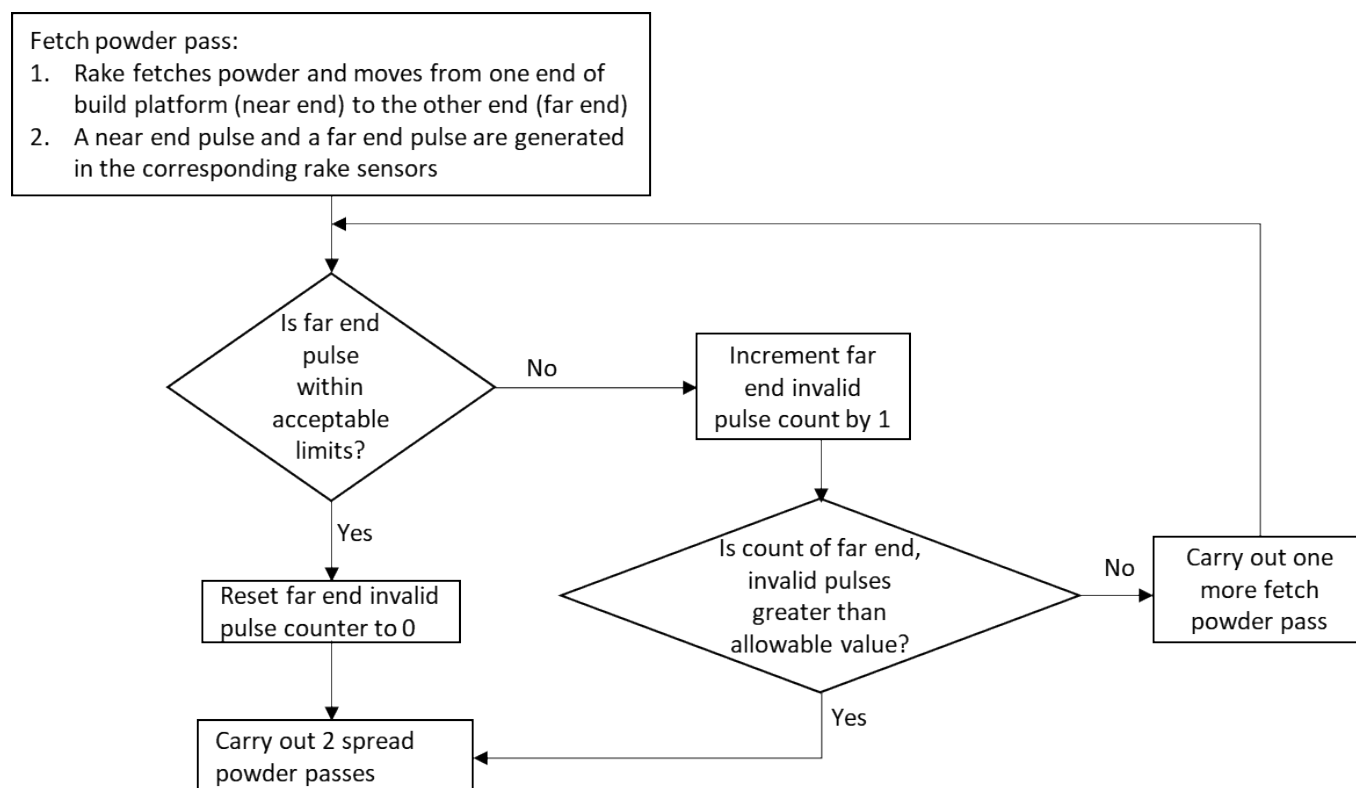 Fetch powder pass:
1. Rake fetches powder and moves from one end of
build platform (near end) to the other end (far end)
2. A near end pulse and a far end pulse are generated
in the corresponding rake sensors
Is far end
pulse
within
acceptable
limits?
No
Increment far
end invalid
pulse count by 1
Yes
Is count of far end,
invalid pulses
greater than
allowable value?
No
Carry out one
more fetch
powder pass
Reset far end invalid
pulse counter to 0
Yes
Carry out 2 spread
powder passes